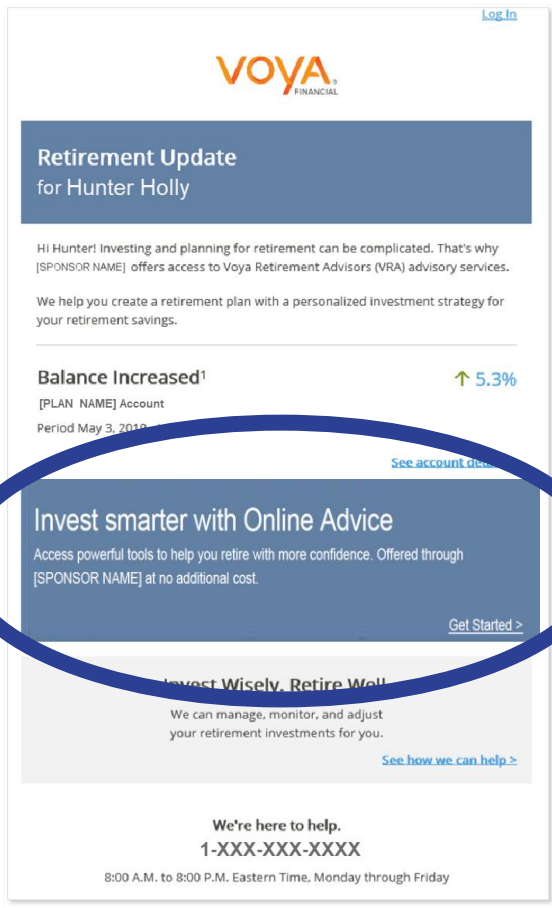 Log In
VOYA®
FINANCIAL
Retirement Update
for Hunter Holly
Hi Hunter! Investing and planning for retirement can be complicated. That's why
[SPONSOR NAME] offers access to Voya Retirement Advisors (VRA) advisory services.
We help you create a retirement plan with a personalized investment strategy for
your retirement savings.
Balance Increased¹
↑ 5.3%
[PLAN NAME] Account
Period May 3,
See account
Invest smarter with Online Advice
Access powerful tools to help you retire with more confidence. Offered through
[SPONSOR NAME] at no additional cost.
Get Started >
Invest Wisely. Retire Well
We can manage, monitor, and adjust
your retirement investments for you.
See how we can help >
We're here to help.
1-XXX-XXX-XXXX
8:00 A.M. to 8:00 P.M. Eastern Time, Monday through Friday